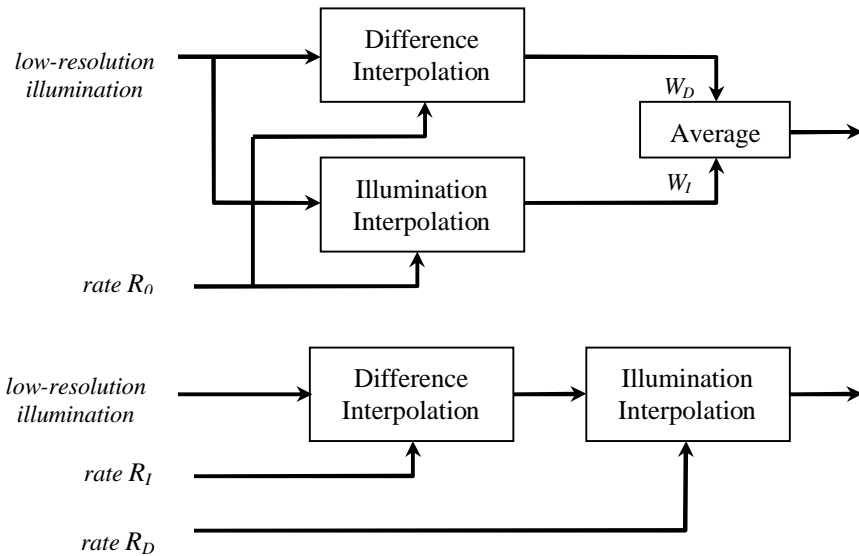 Difference
Interpolation
low-resolution
illumination
W_D
Average
Illumination
Interpolation
W_I
rate R_0
low-resolution
illumination
Difference
Interpolation
Illumination
Interpolation
rate R_I
rate R_D